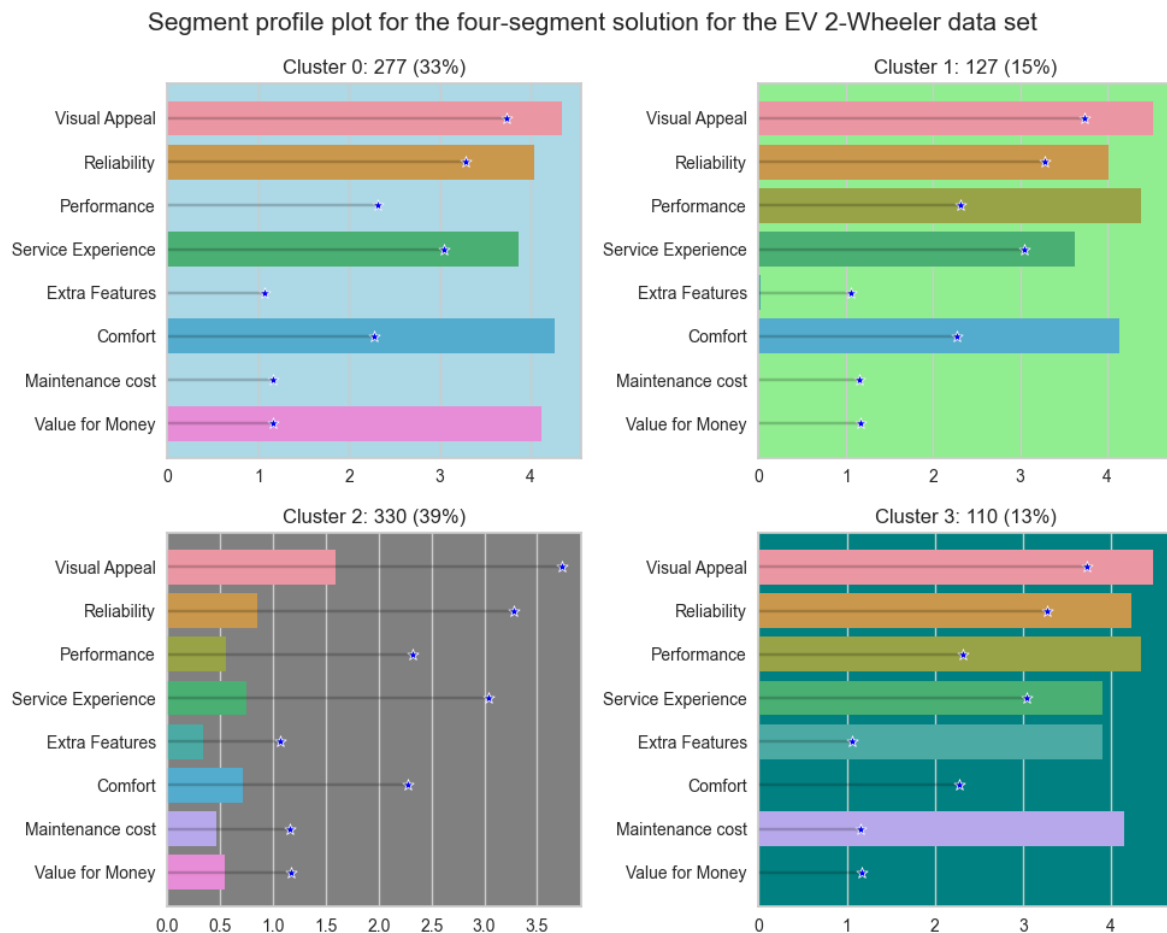 Segment profile plot for the four-segment solution for the EV 2-Wheeler data set
Cluster 0: 277 (33%)
Visual Appeal
Reliability
Performance
Service Experience
Extra Features
Comfort
Maintenance cost
Value for Money
0 1 2 3 4
Cluster 1: 127 (15%)
Visual Appeal
Reliability
Performance
Service Experience
Extra Features
Comfort
Maintenance cost
Value for Money
0 1 2 3 4
Cluster 2: 330 (39%)
Visual Appeal
Reliability
Performance
Service Experience
Extra Features
Comfort
Maintenance cost
Value for Money
0.0 0.5 1.0 1.5 2.0 2.5 3.0 3.5
Cluster 3: 110 (13%)
Visual Appeal
Reliability
Performance
Service Experience
Extra Features
Comfort
Maintenance cost
Value for Money
0 1 2 3 4